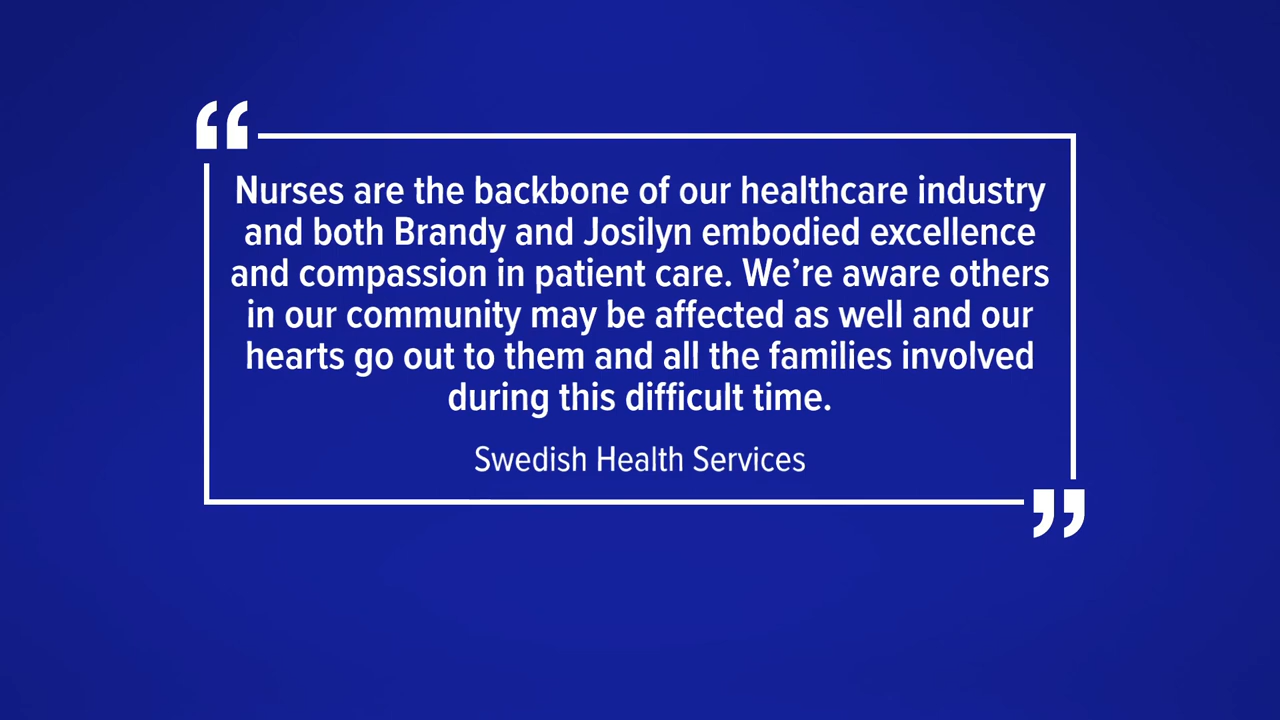 “
Nurses are the backbone of our healthcare industry
and both Brandy and Josilyn embodied excellence
and compassion in patient care. We’re aware others
in our community may be affected as well and our
hearts go out to them and all the families involved
during this difficult time.
Swedish Health Services
”